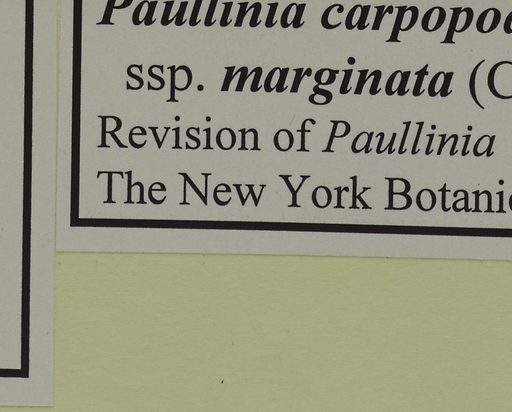 Paullinia carpopo
ssp. marginata (C
Revision of Paullinia
The New York Botani